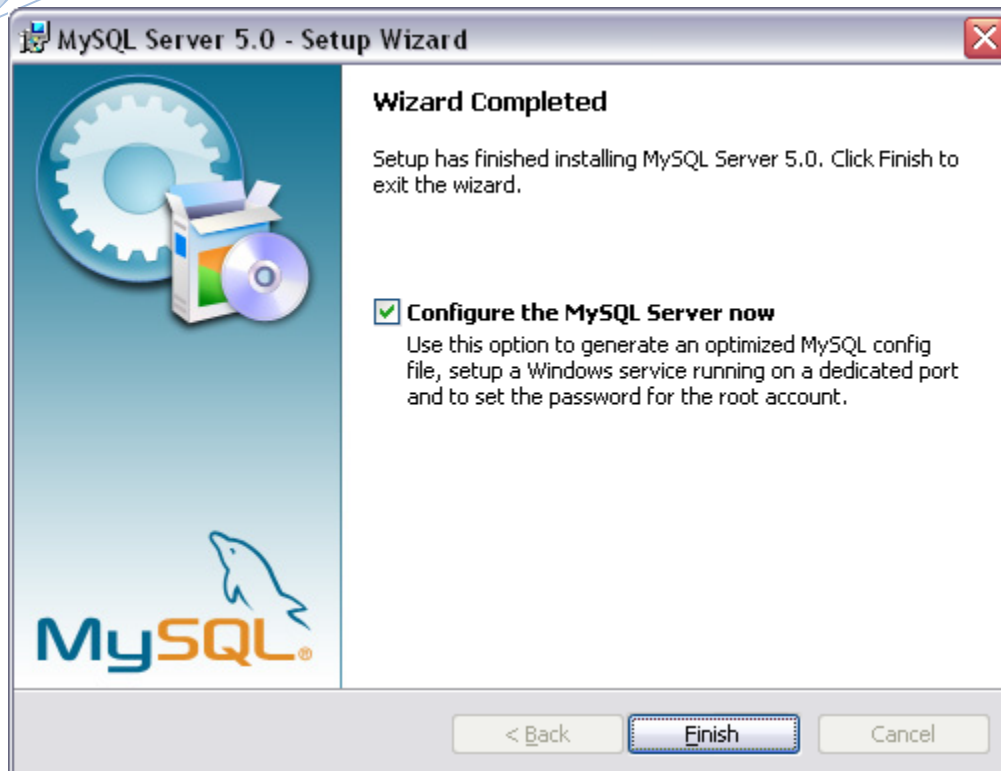 MySQL Server 5.0 - Setup Wizard
Wizard Completed
Setup has finished installing MySQL Server 5.0. Click Finish to
exit the wizard.
Configure the MySQL Server now
Use this option to generate an optimized MySQL config
file, setup a Windows service running on a dedicated port
and to set the password for the root account.
MySQL®
< Back
Finish
Cancel